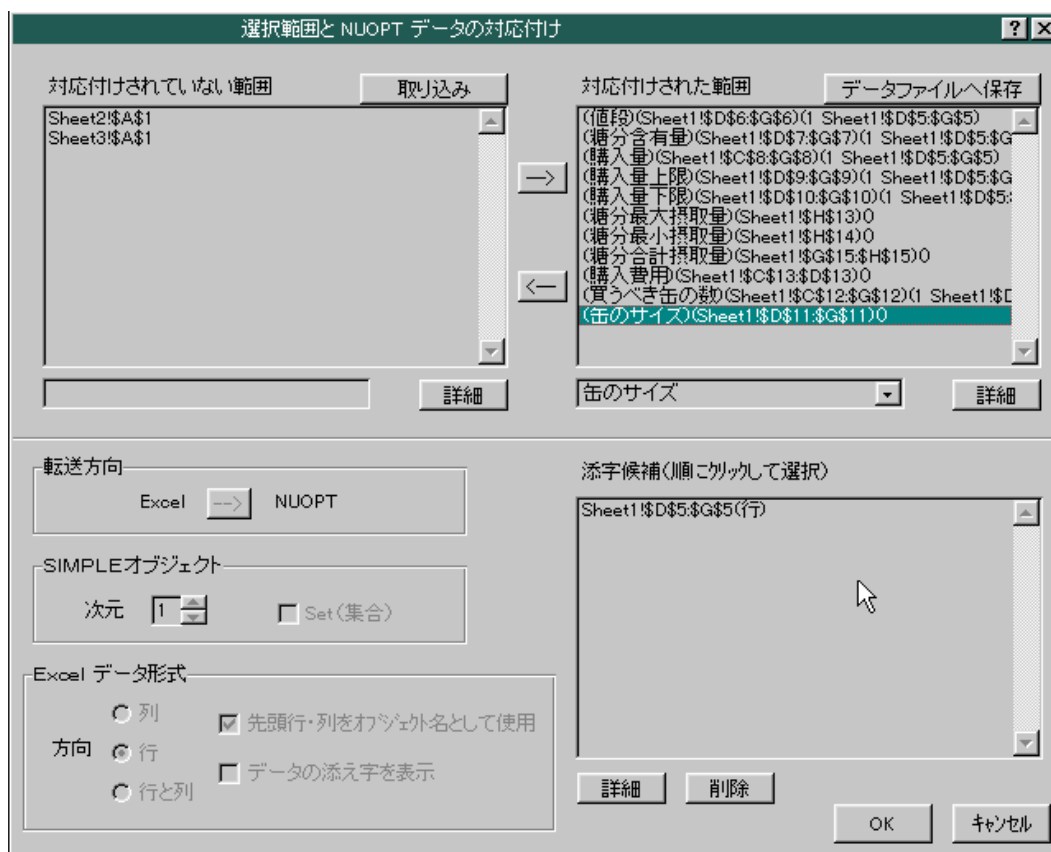 選択範囲と NUOPT データの対応付け
対応付けされていない範囲
取り込み
Sheet2!$A$1
Sheet3!$A$1
-->
<--
詳細
対応付けされた範囲
データファイルへ保存
(値段)(Sheet1!$D$6:$G$6)(1 Sheet1!$D$5:$G$5)
(糖分含有量)(Sheet1!$D$7:$G$7)(1 Sheet1!$D$5:$G
(購入量)(Sheet1!$C$8:$G$8)(1 Sheet1!$D$5:$G$5)
(購入量上限)(Sheet1!$D$9:$G$9)(1 Sheet1!$D$5:$G
(購入量下限)(Sheet1!$D$10:$G$10)(1 Sheet1!$D$5:
(糖分最大摂取量)(Sheet1!$H$13)()
(糖分最小摂取量)(Sheet1!$H$14)()
(糖分合計摂取量)(Sheet1!$G$15:$H$15)()
(購入費用)(Sheet1!$C$13:$D$13)()
(買うべき缶の数)(Sheet1!$C$12:$G$12)(1 Sheet1!$D
(缶のサイズ)(Sheet1!$D$11:$G$11)()
缶のサイズ
詳細
転送方向
Excel --> NUOPT
SIMPLEオブジェクト
次元 1 Set(集合)
Excel データ形式
方向
列
行
行と列
先頭行・列をオブジェクト名として使用
データの添え字を表示
添字候補(順にクリックして選択)
Sheet1!$D$5:$G$5(行)
詳細
削除
OK
キャンセル